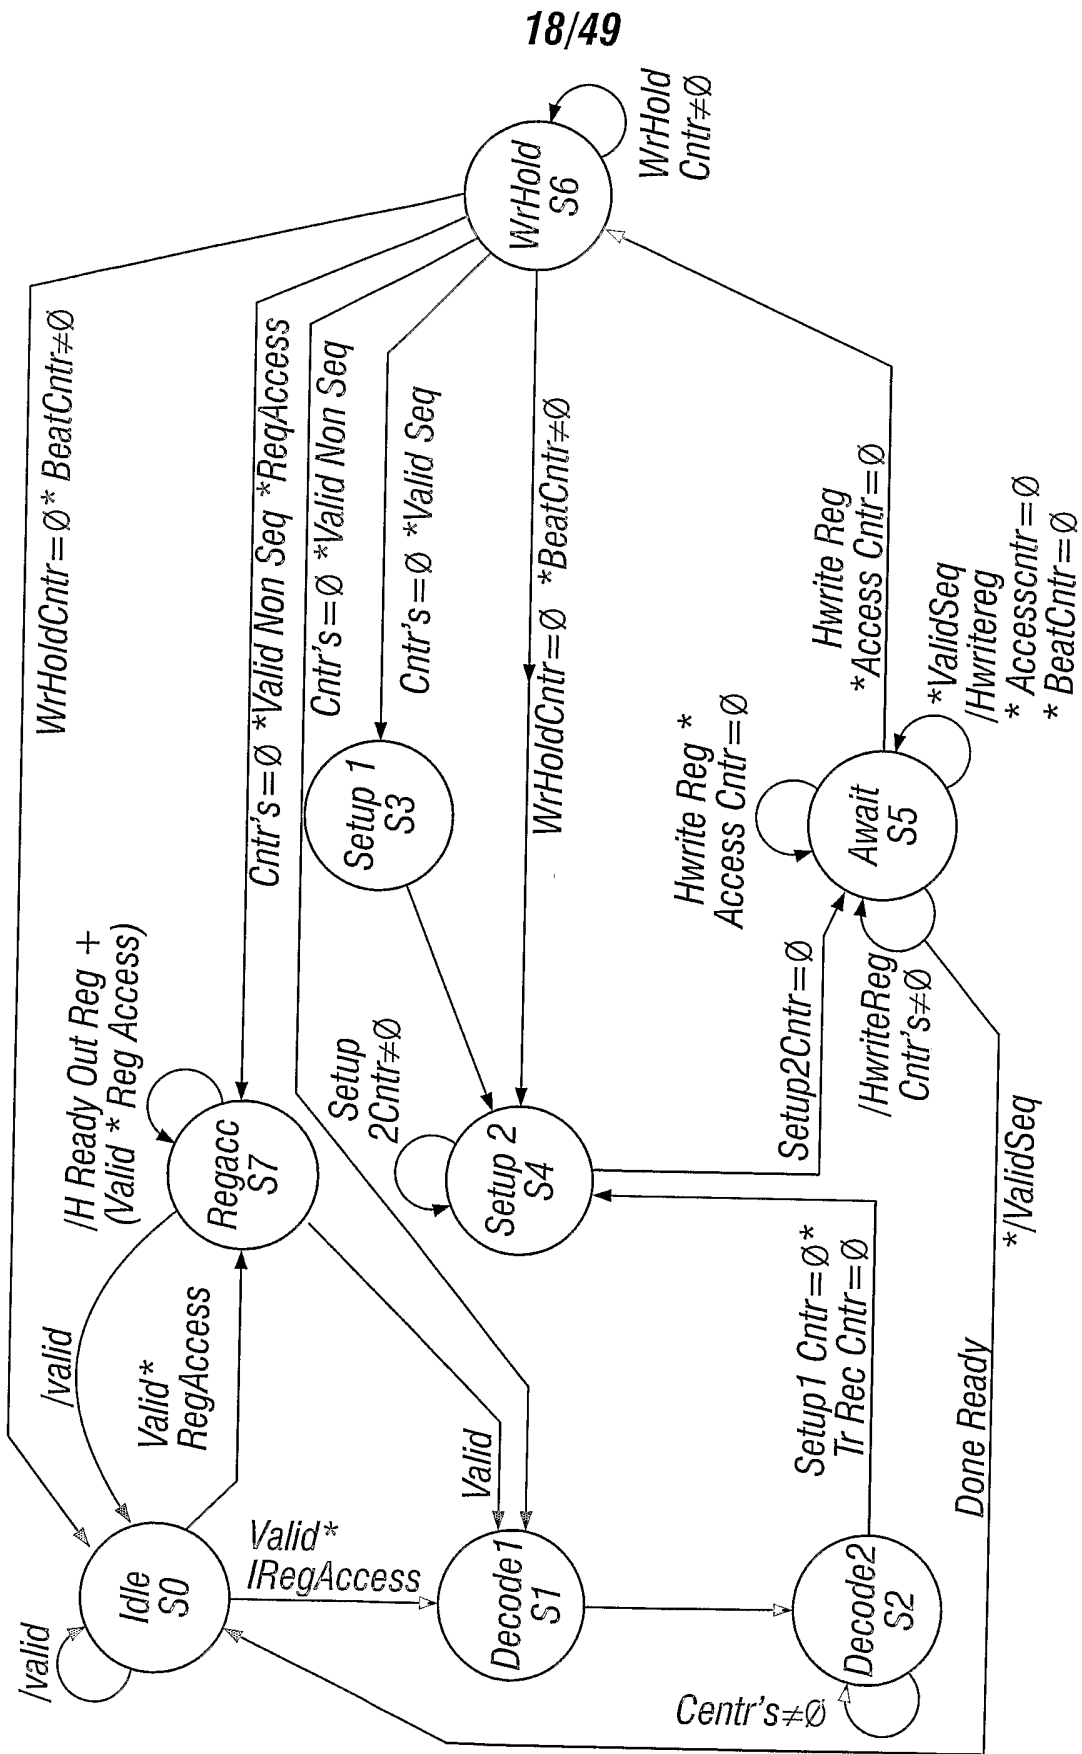 18/49
WrHold
S6
WrHold
Cntr≠Ø
WrHoldCntr=Ø* BeatCntr≠Ø
Cntr's=Ø *Valid Non Seq *ReqAccess
Cntr's=Ø *Valid Non Seq
Cntr's=Ø *Valid Seq
WrHoldCntr=Ø *BeatCntr≠Ø
Hwrite Reg
*Access Cntr=Ø
Setup 1
S3
Hwrite Reg *
Access Cntr=Ø
Await
S5
*ValidSeq
/Hwritereg
* Accesscntr=Ø
* BeatCntr=Ø
/H Ready Out Reg +
(Valid * Reg Access)
Regacc
S7
Setup
2Cntr≠Ø
Setup 2
S4
Setup2Cntr=Ø
/HwriteReg
Cntr's≠Ø
*/ValidSeq
/valid
Valid*
RegAccess
Valid
Setup1 Cntr=Ø*
Tr Rec Cntr=Ø
Done Ready
/valid
Idle
S0
Valid*
IRegAccess
Decode1
S1
Decode2
S2
Centr's≠Ø